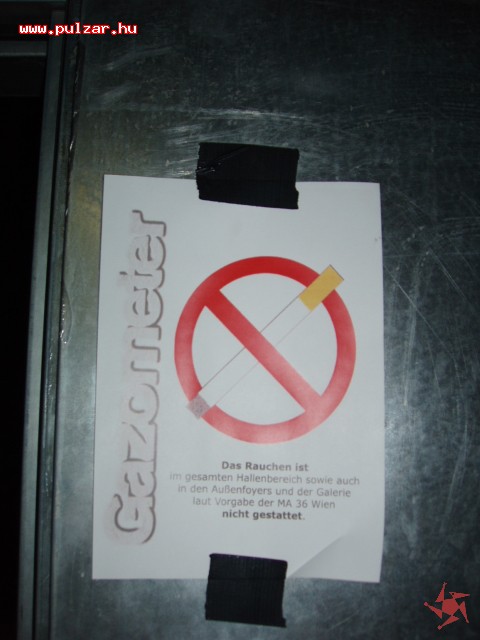 www.pulzar.hu
Gazometer
Das Rauchen ist
im gesamten Hallenbereich sowie auch
in den Außenfoyers und der Galerie
laut Vorgabe der MA 36 Wien
nicht gestattet.